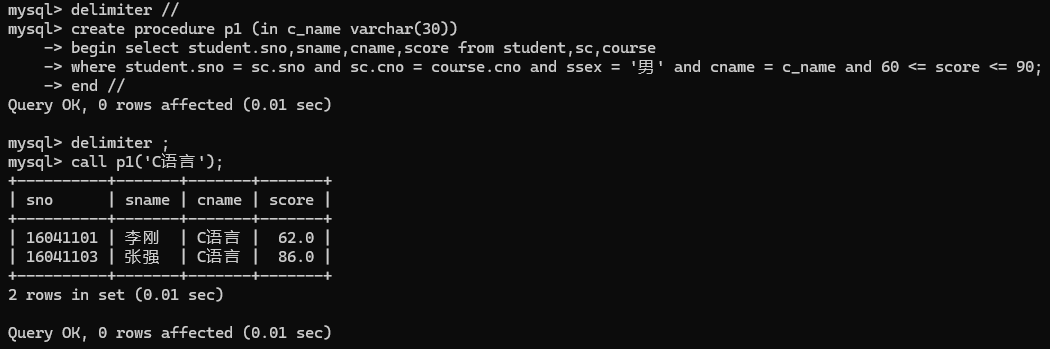 mysql> delimiter //
mysql> create procedure p1 (in c_name varchar(30))
    -> begin select student.sno,sname,cname,score from student,sc,course
    -> where student.sno = sc.sno and sc.cno = course.cno and ssex = '男' and cname = c_name and 60 <= score <= 90;
    -> end //
Query OK, 0 rows affected (0.01 sec)

mysql> delimiter ;
mysql> call p1('C语言');
+----------+-------+-------+-------+
| sno      | sname | cname | score |
+----------+-------+-------+-------+
| 16041101 | 李刚  | C语言 |  62.0 |
| 16041103 | 张强  | C语言 |  86.0 |
+----------+-------+-------+-------+
2 rows in set (0.01 sec)

Query OK, 0 rows affected (0.01 sec)